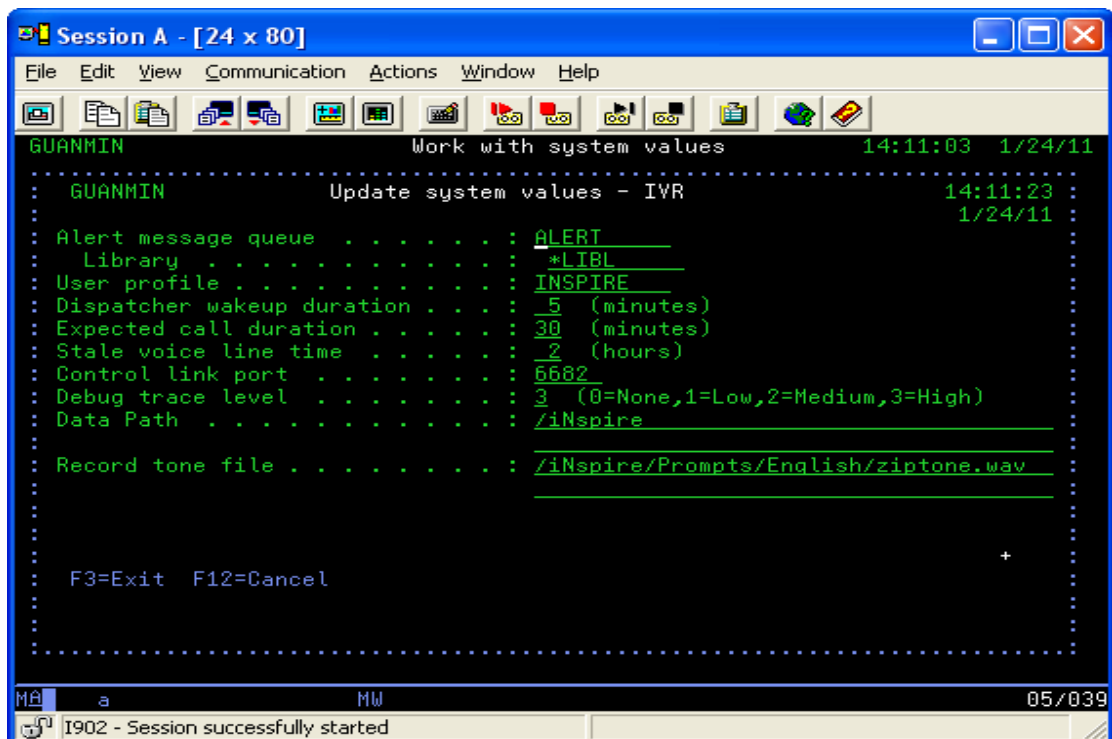 Session A - [24 x 80]
File Edit View Communication Actions Window Help
GUANMIN Work with system values 14:11:03 1/24/11
GUANMIN Update system values - IVR 14:11:23
1/24/11
Alert message queue . . . . . . : ALERT
Library . . . . . . . . . . . : *LIBL
User profile . . . . . . . . . . : INSPIRE
Dispatcher wakeup duration . . . : 5 (minutes)
Expected call duration . . . . . : 30 (minutes)
Stale voice line time . . . . . : 2 (hours)
Control link port . . . . . . . : 6682
Debug trace level . . . . . . . : 3 (0=None,1=Low,2=Medium,3=High)
Data Path . . . . . . . . . . . : /iNspire
Record tone file . . . . . . . . : /iNspire/Prompts/English/ziptone.wav
+
F3=Exit F12=Cancel
MA a MW 05/039
I902 - Session successfully started